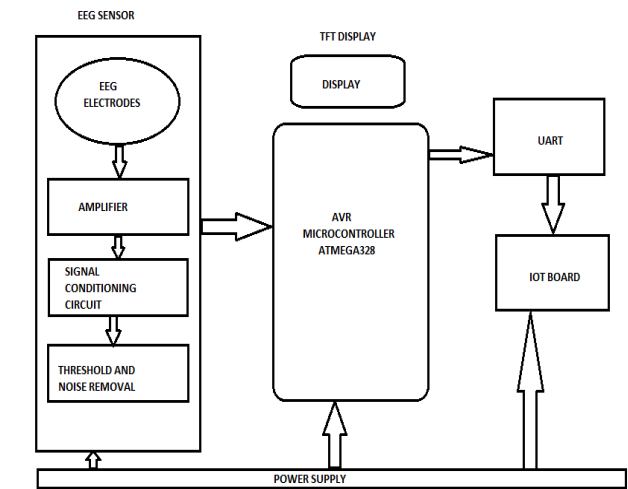 EEG SENSOR
TFT DISPLAY
EEG
ELECTRODES
DISPLAY
UART
AMPLIFIER
AVR
MICROCONTROLLER
ATMEGA328
SIGNAL
CONDITIONING
CIRCUIT
IOT BOARD
THRESHOLD AND
NOISE REMOVAL
POWER SUPPLY